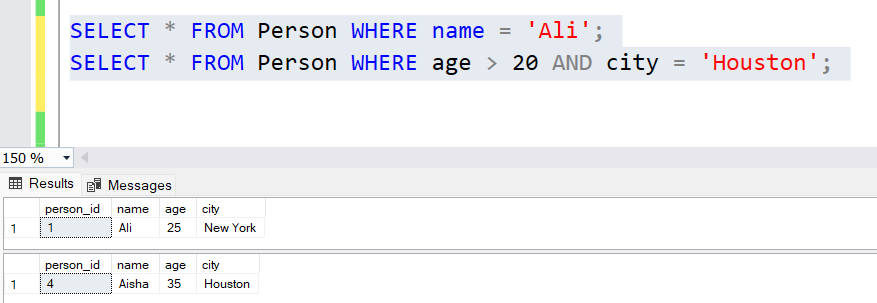 SELECT * FROM Person WHERE name = 'Ali';
SELECT * FROM Person WHERE age > 20 AND city = 'Houston';
150 %
Results Messages
person_id name age city
1 1 Ali 25 New York
person_id name age city
1 4 Aisha 35 Houston